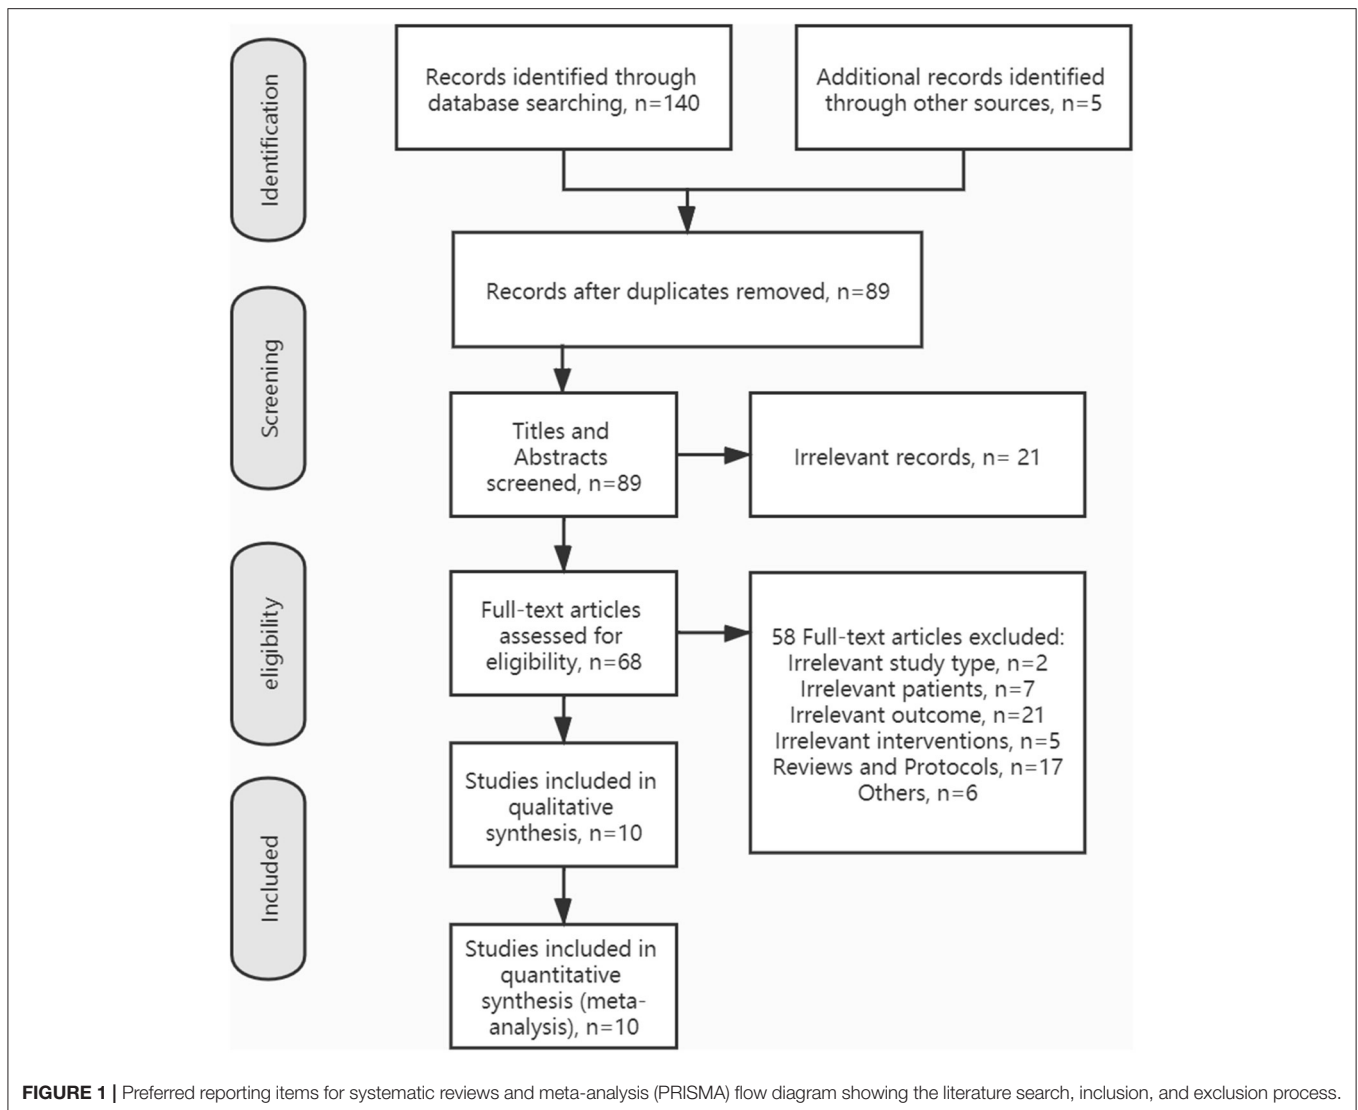 Identification
Records identified through
database searching, n=140
Additional records identified
through other sources, n=5
Records after duplicates removed, n=89
Screening
Titles and
Abstracts
screened, n=89
Irrelevant records, n= 21
eligibility
Full-text articles
assessed for
eligibility, n=68
58 Full-text articles excluded:
Irrelevant study type, n=2
Irrelevant patients, n=7
Irrelevant outcome, n=21
Irrelevant interventions, n=5
Reviews and Protocols, n=17
Others, n=6
Included
Studies included in
qualitative
synthesis, n=10
Studies included in
quantitative
synthesis (meta-
analysis), n=10
FIGURE 1 | Preferred reporting items for systematic reviews and meta-analysis (PRISMA) flow diagram showing the literature search, inclusion, and exclusion process.